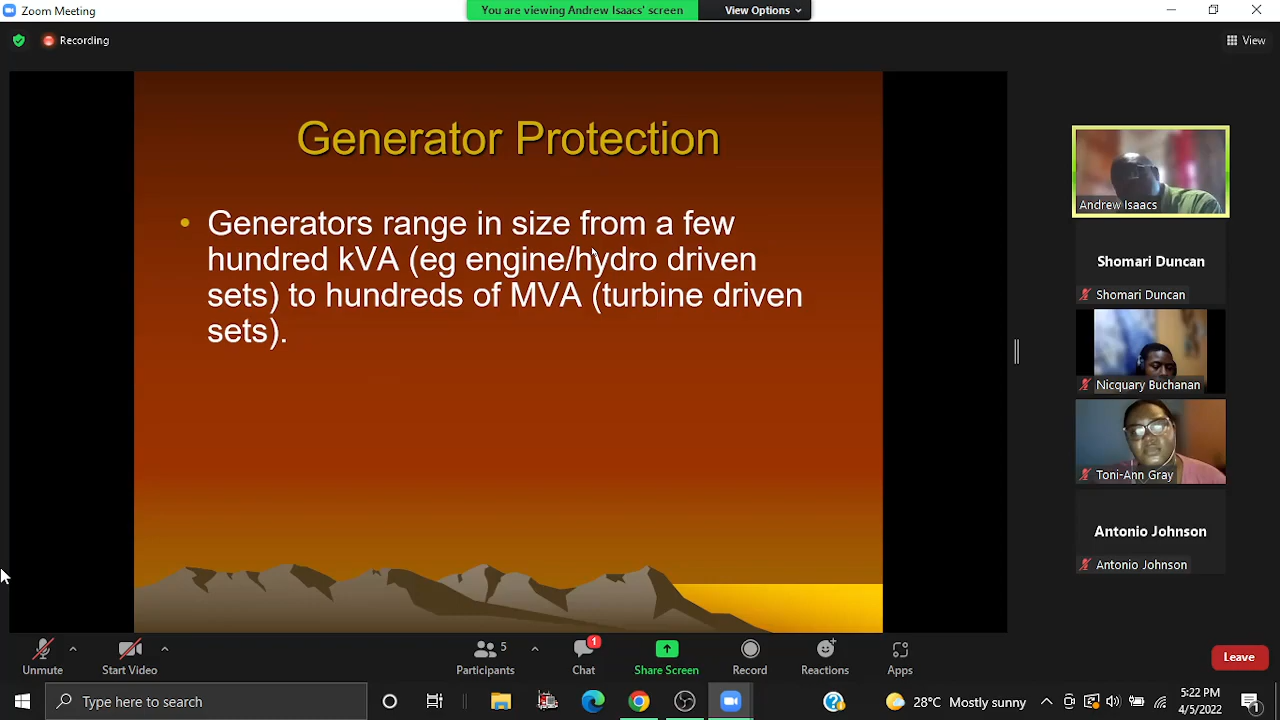 Zoom Meeting
You are viewing Andrew Isaacs' screen
View Options
Recording
View
Generator Protection
• Generators range in size from a few
hundred kVA (eg engine/hydro driven
sets) to hundreds of MVA (turbine driven
sets).
Andrew Isaacs
Shomari Duncan
Shomari Duncan
Nicquary Buchanan
Toni-Ann Gray
Antonio Johnson
Antonio Johnson
Unmute
Start Video
5
Participants
1
Chat
Share Screen
Record
Reactions
Apps
Leave
Type here to search
28°C Mostly sunny
5:22 PM
4/5/2022
1